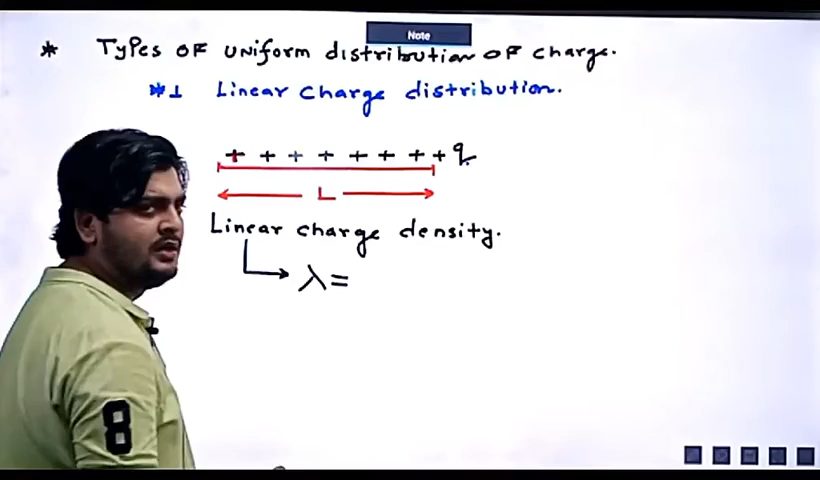 Note
* Types of uniform distribution of charge.
*1 Linear charge distribution.
+ + + + + + + + q
L
Linear charge density.
λ=
8